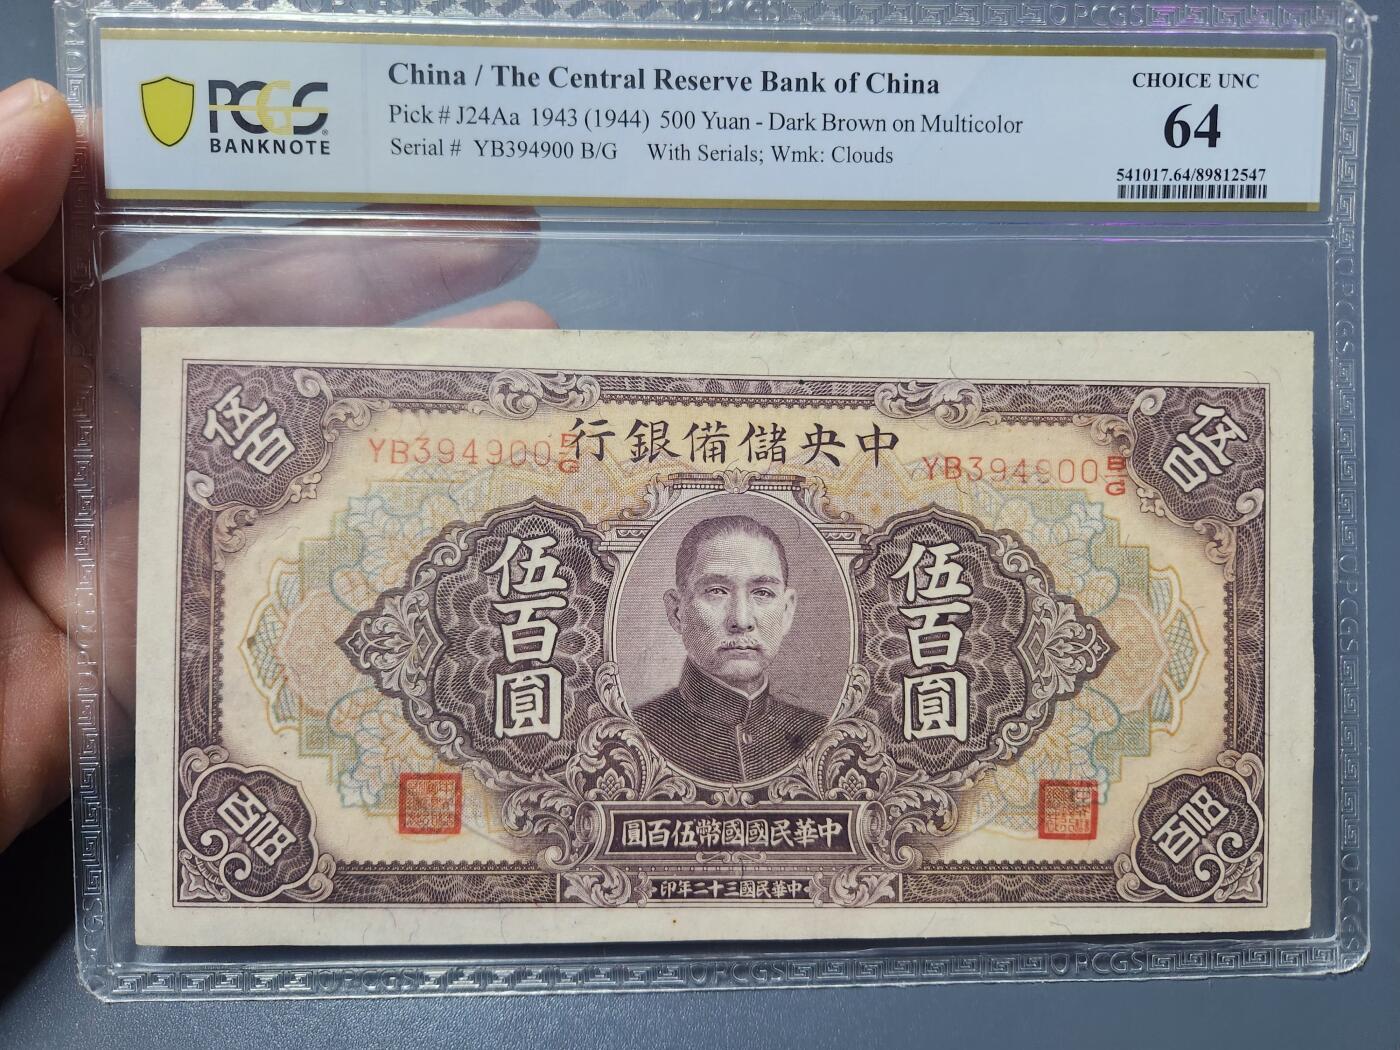 PCGS
BANKNOTE
China / The Central Reserve Bank of China
Pick # J24Aa 1943 (1944) 500 Yuan - Dark Brown on Multicolor
Serial # YB394900 B/G With Serials; Wmk: Clouds
CHOICE UNC
64
541017.64/89812547
伍百
伍百
行銀備儲央中
YB394900 B/G
YB394900 B/G
伍百圓
伍百圓
圓百伍幣國國民華中
印年二十三國民華中
伍百
伍百